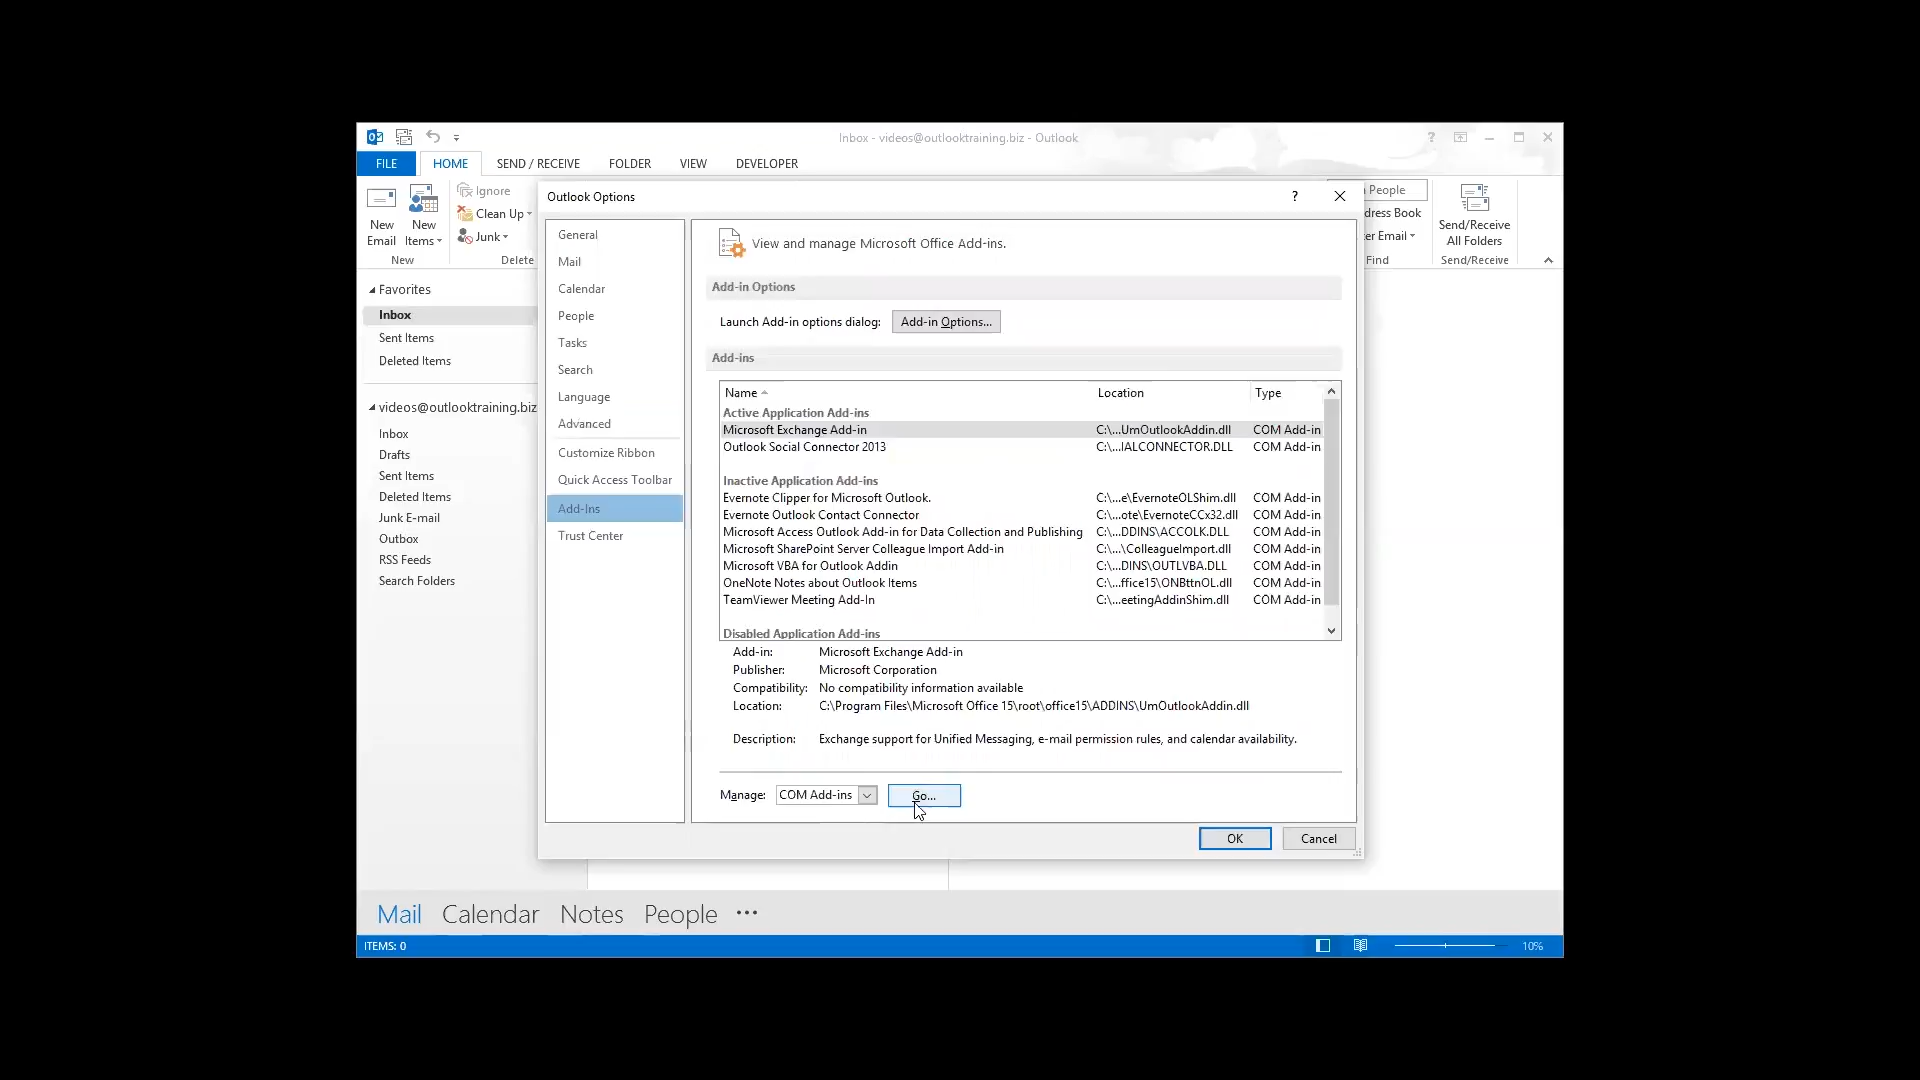 Inbox - videos@outlooktraining.biz - Outlook
FILE HOME SEND / RECEIVE FOLDER VIEW DEVELOPER
New Email
New Items
Ignore
Clean Up
Junk
New
Delete
People
dress Book
er Email
Find
Send/Receive All Folders
Send/Receive
Favorites
Inbox
Sent Items
Deleted Items
videos@outlooktraining.biz
Inbox
Drafts
Sent Items
Deleted Items
Junk E-mail
Outbox
RSS Feeds
Search Folders
Outlook Options
General
Mail
Calendar
People
Tasks
Search
Language
Advanced
Customize Ribbon
Quick Access Toolbar
Add-Ins
Trust Center
View and manage Microsoft Office Add-ins.
Add-in Options
Launch Add-in options dialog: Add-in Options...
Add-ins
Name Location Type
Active Application Add-ins
Microsoft Exchange Add-in C:\...UmOutlookAddin.dll COM Add-in
Outlook Social Connector 2013 C:\...IALCONNECTOR.DLL COM Add-in
Inactive Application Add-ins
Evernote Clipper for Microsoft Outlook. C:\...e\EvernoteOLShim.dll COM Add-in
Evernote Outlook Contact Connector C:\...ote\EvernoteCCx32.dll COM Add-in
Microsoft Access Outlook Add-in for Data Collection and Publishing C:\...DDINS\ACCOLK.DLL COM Add-in
Microsoft SharePoint Server Colleague Import Add-in C:\...\ColleagueImport.dll COM Add-in
Microsoft VBA for Outlook Addin C:\...DINS\OUTLVBA.DLL COM Add-in
OneNote Notes about Outlook Items C:\...ffice15\ONBttnOL.dll COM Add-in
TeamViewer Meeting Add-In C:\...eetingAddinShim.dll COM Add-in
Disabled Application Add-ins
Add-in: Microsoft Exchange Add-in
Publisher: Microsoft Corporation
Compatibility: No compatibility information available
Location: C:\Program Files\Microsoft Office 15\root\office15\ADDINS\UmOutlookAddin.dll
Description: Exchange support for Unified Messaging, e-mail permission rules, and calendar availability.
Manage: COM Add-ins Go...
OK Cancel
Mail Calendar Notes People ...
ITEMS: 0 10%